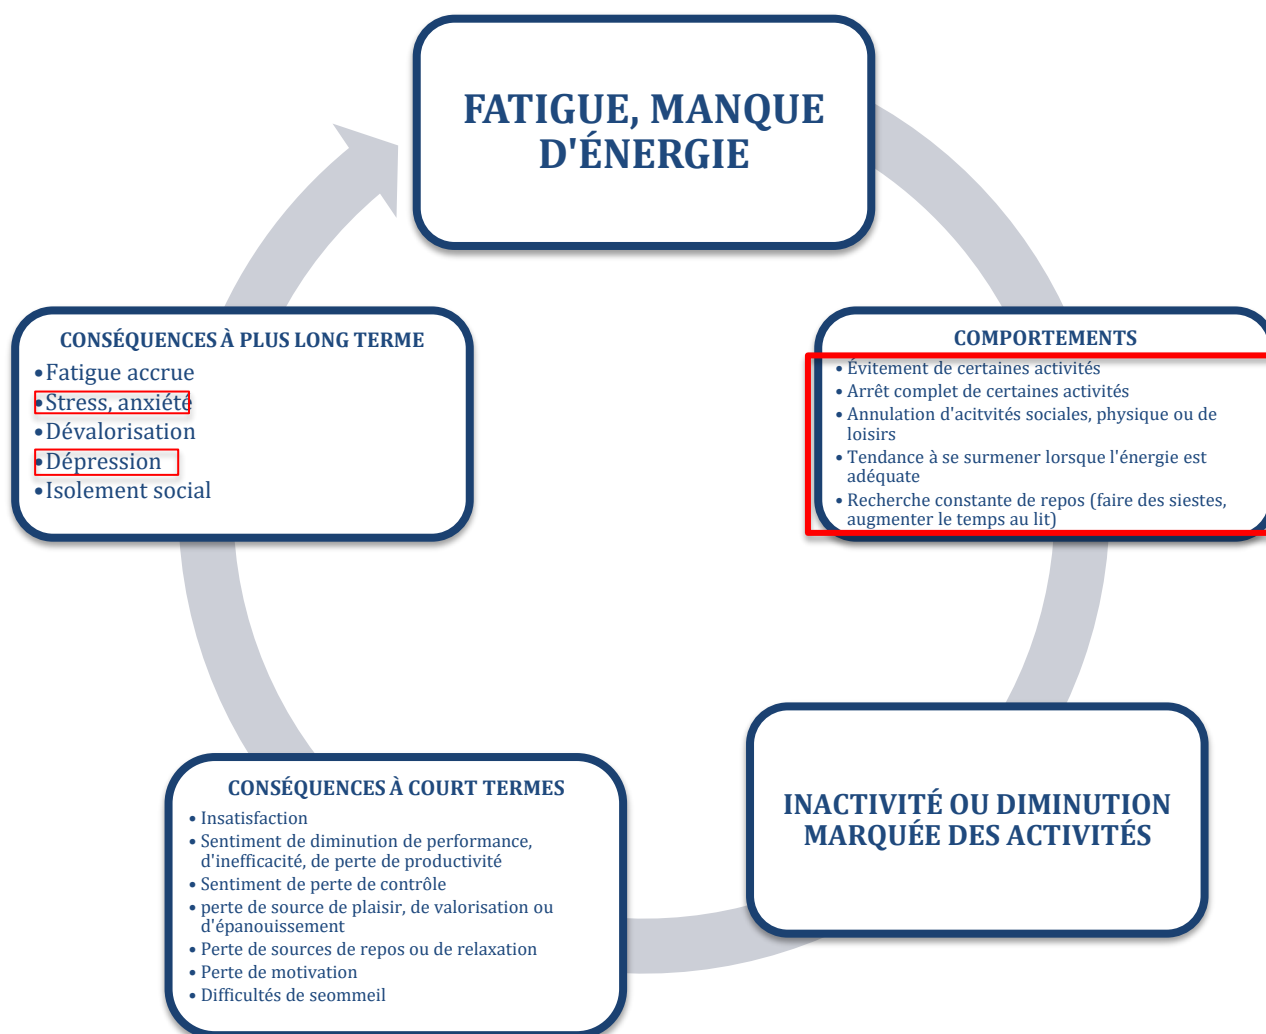 FATIGUE, MANQUE
D'ÉNERGIE
COMPORTEMENTS
• Évitement de certaines activités
• Arrêt complet de certaines activités
• Annulation d'acitvités sociales, physique ou de
loisirs
• Tendance à se surmener lorsque l'énergie est
adéquate
• Recherche constante de repos (faire des siestes,
augmenter le temps au lit)
INACTIVITÉ OU DIMINUTION
MARQUÉE DES ACTIVITÉS
CONSÉQUENCES À COURT TERMES
• Insatisfaction
• Sentiment de diminution de performance,
d'inefficacité, de perte de productivité
• Sentiment de perte de contrôle
• perte de source de plaisir, de valorisation ou
d'épanouissement
• Perte de sources de repos ou de relaxation
• Perte de motivation
• Difficultés de seommeil
CONSÉQUENCES À PLUS LONG TERME
• Fatigue accrue
• Stress, anxiété
• Dévalorisation
• Dépression
• Isolement social